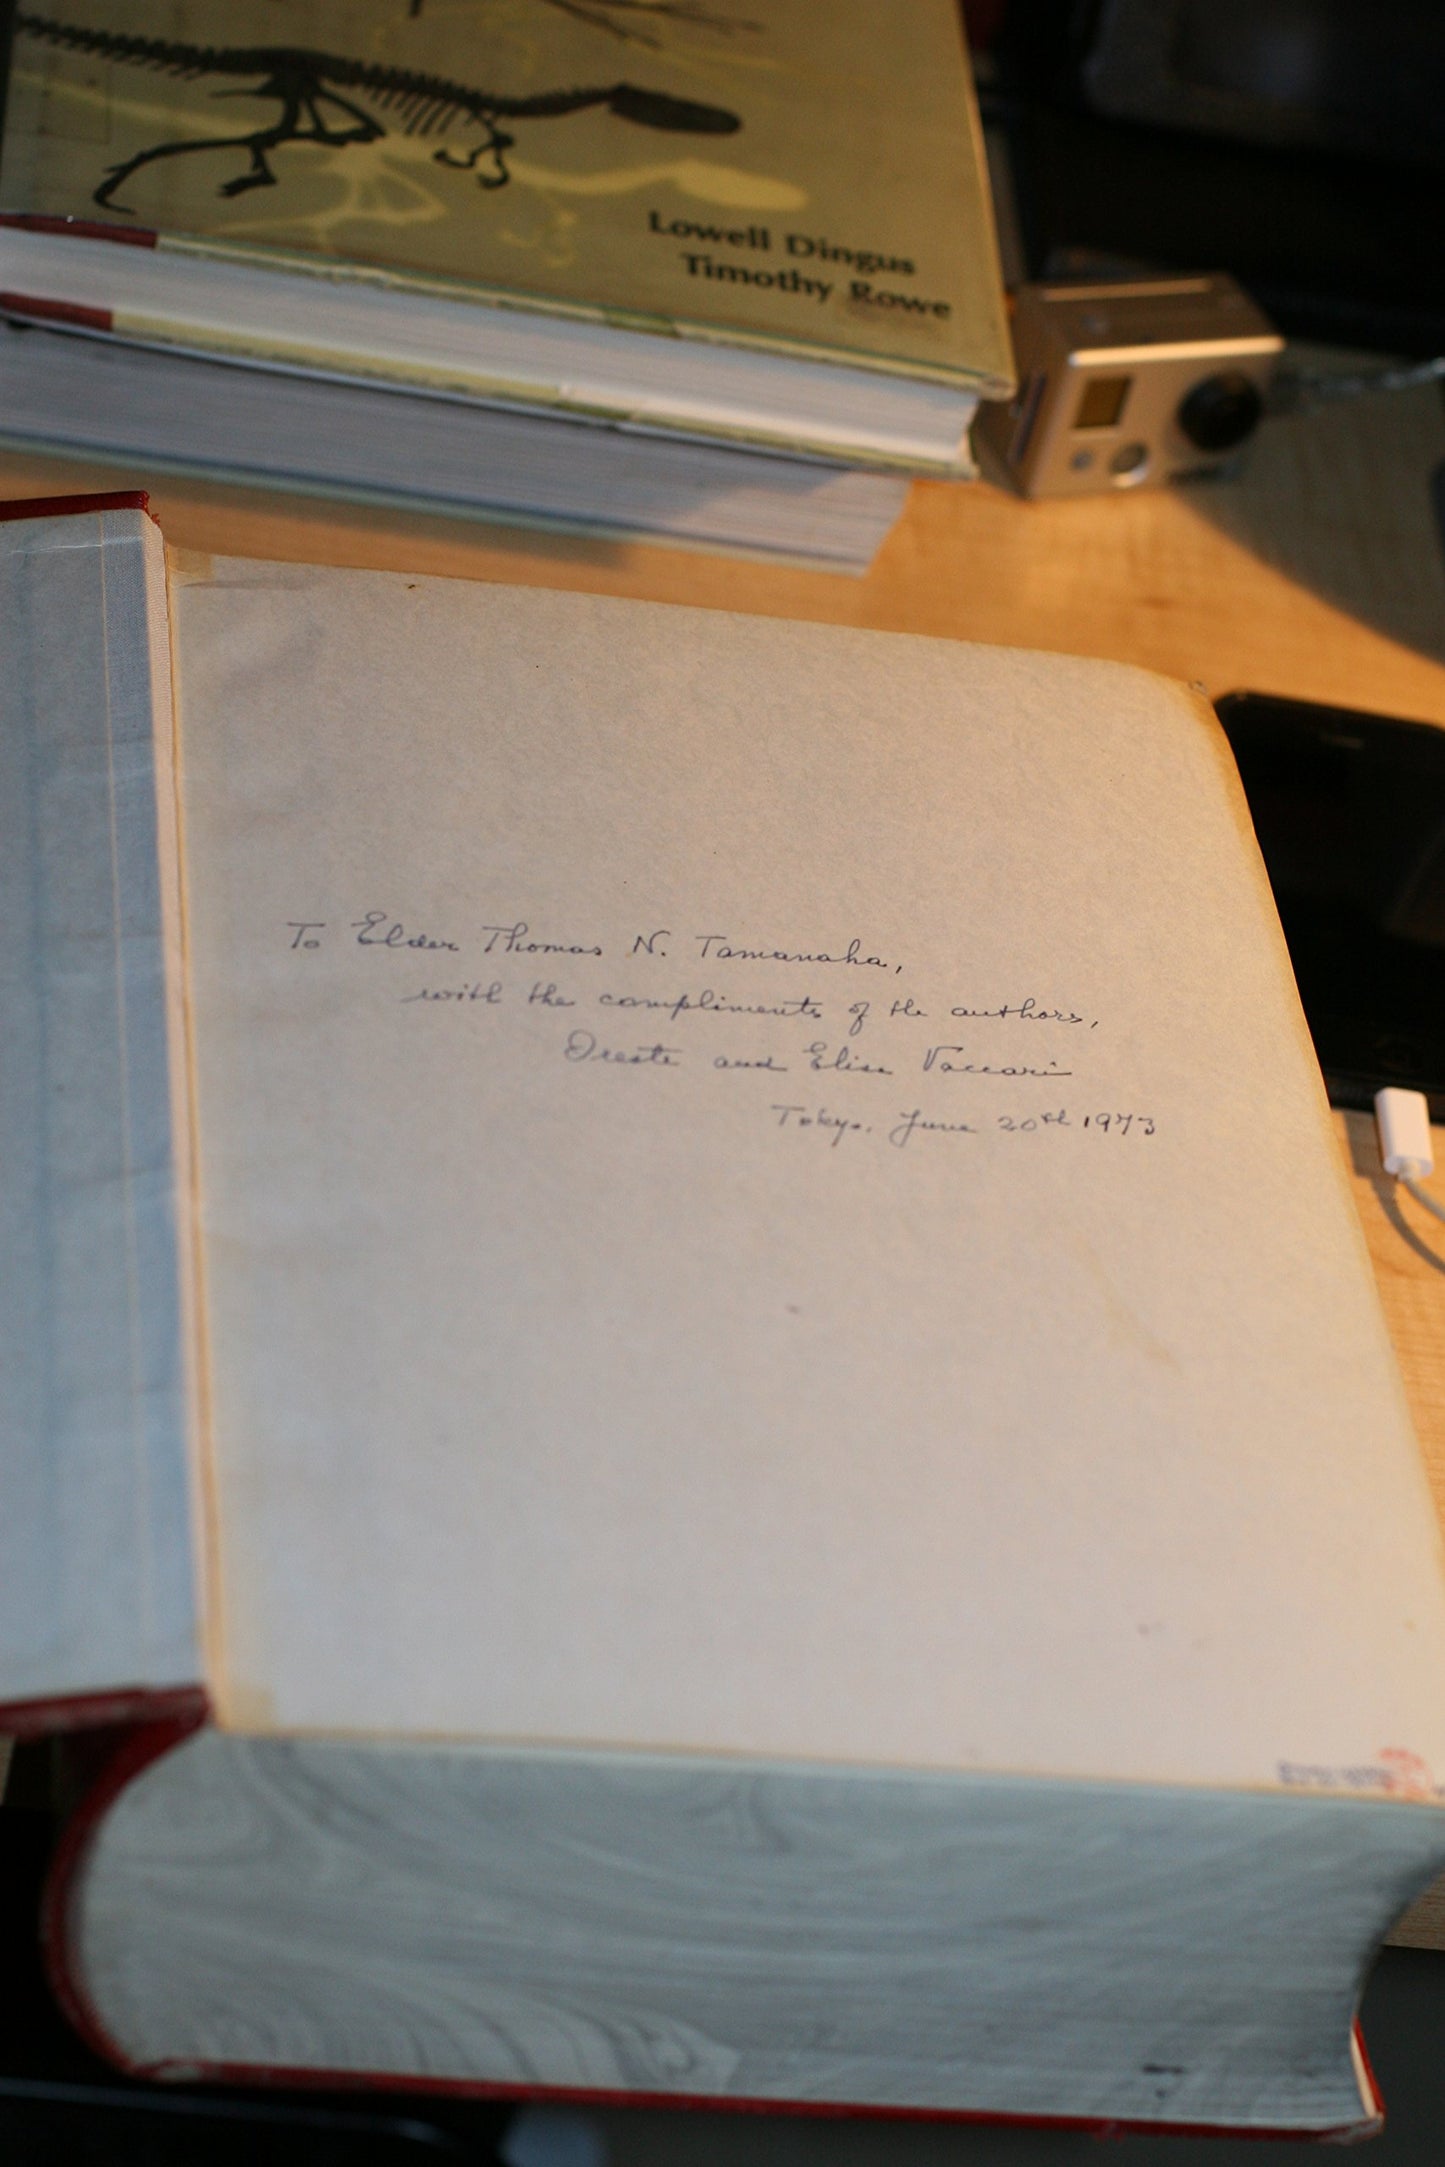 Lowell Dingus
Timothy Rowe
To Elder Thomas N. Tamanaha,
with the compliments of the authors,
Oreste and Elisa Vaccari
Tokyo, June 20th 1973